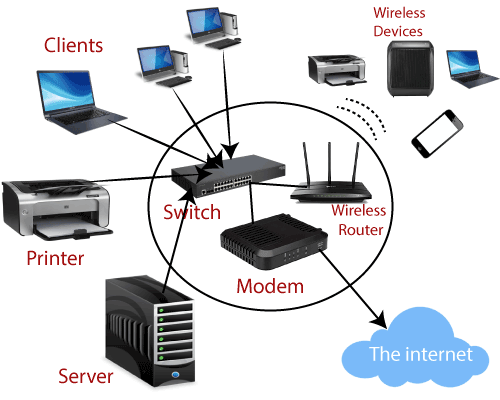 Clients
Wireless
Devices
Switch
Wireless
Router
Printer
Modem
The internet
Server